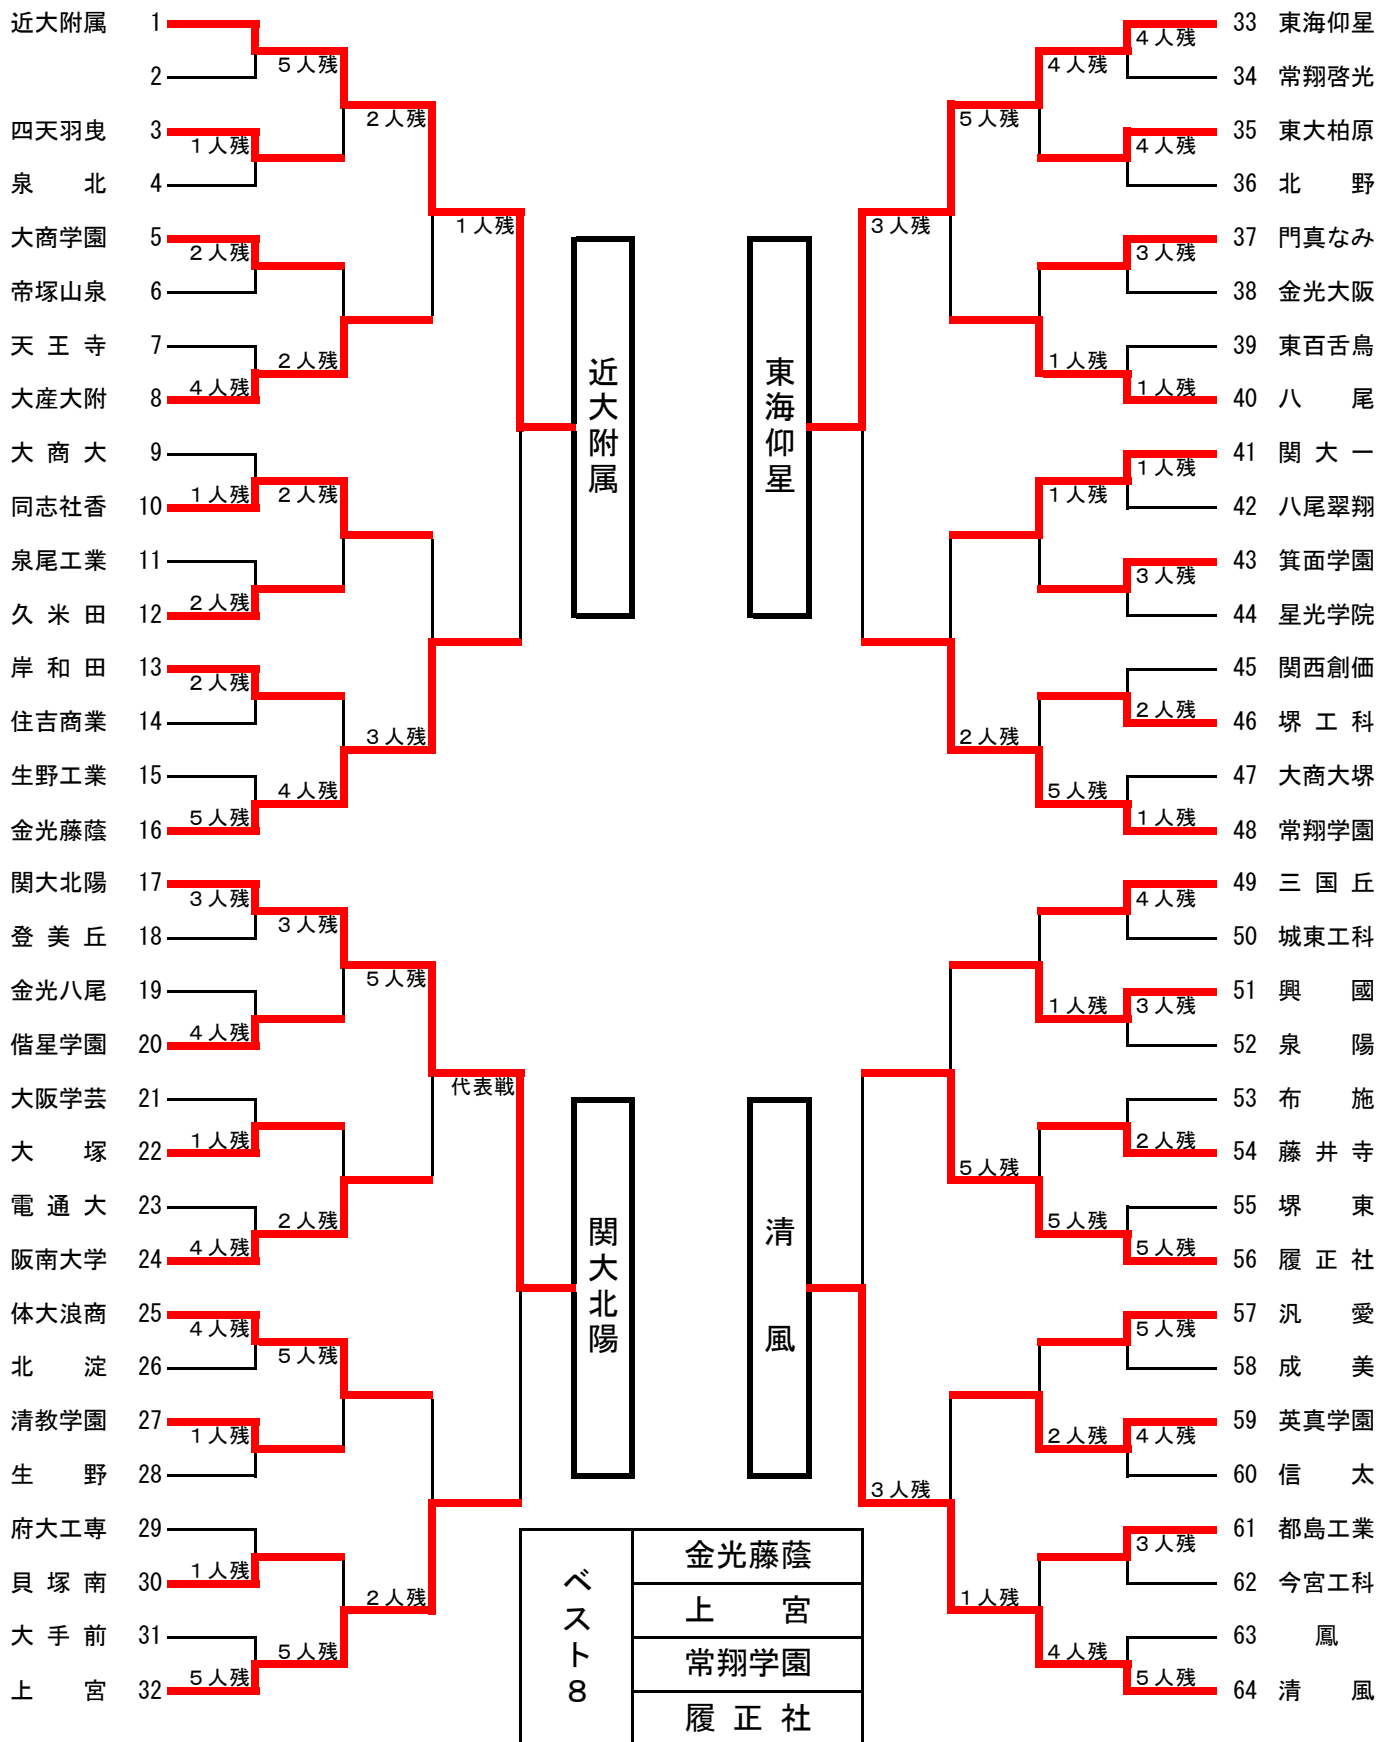 近大附属 1
2
四天羽曵 3
泉 北 4
大商学園 5
帝塚山泉 6
天王寺 7
大産大附 8
大商大 9
同志社香 10
泉尾工業 11
久米田 12
岸和田 13
住吉商業 14
生野工業 15
金光藤蔭 16
関大北陽 17
登美丘 18
金光八尾 19
偕星学園 20
大阪学芸 21
大 塚 22
電通大 23
阪南大学 24
体大浪商 25
北 淀 26
清教学園 27
生 野 28
府大工専 29
貝塚南 30
大手前 31
上 宮 32
1人残
2人残
4人残
1人残
2人残
2人残
5人残
3人残
4人残
1人残
4人残
4人残
1人残
1人残
5人残
5人残
2人残
2人残
4人残
3人残
2人残
5人残
5人残
2人残
3人残
5人残
2人残
1人残
代表戦
近大附属
関大北陽
東海仰星
清風
3人残
3人残
5人残
2人残
5人残
1人残
4人残
1人残
1人残
5人残
1人残
5人残
2人残
4人残
4人残
4人残
3人残
1人残
1人残
3人残
2人残
1人残
4人残
3人残
2人残
5人残
5人残
4人残
3人残
5人残
33 東海仰星
34 常翔啓光
35 東大柏原
36 北 野
37 門真なみ
38 金光大阪
39 東百舌鳥
40 八 尾
41 関大一
42 八尾翠翔
43 箕面学園
44 星光学院
45 関西創価
46 堺工科
47 大商大堺
48 常翔学園
49 三国丘
50 城東工科
51 興 國
52 泉 陽
53 布 施
54 藤井寺
55 堺 東
56 履正社
57 汎 愛
58 成 美
59 英真学園
60 信 太
61 都島工業
62 今宮工科
63 鳳
64 清 風
ベスト8
金光藤蔭
上 宮
常翔学園
履正社